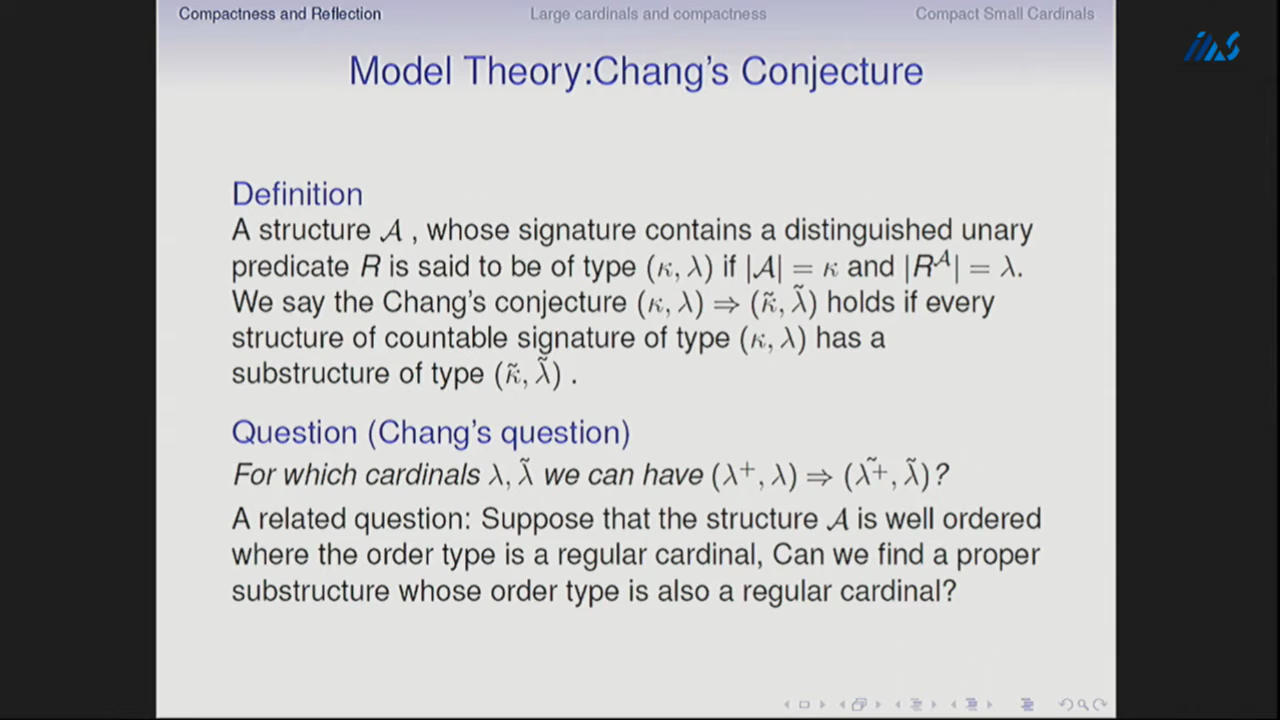 Compactness and Reflection Large cardinals and compactness Compact Small Cardinals
IIAS
Model Theory:Chang's Conjecture
Definition
A structure 𝒜 , whose signature contains a distinguished unary
predicate R is said to be of type (κ, λ) if |𝒜| = κ and |R^𝒜| = λ.
We say the Chang's conjecture (κ, λ) ⇒ (κ̃, λ̃) holds if every
structure of countable signature of type (κ, λ) has a
substructure of type (κ̃, λ̃) .
Question (Chang's question)
For which cardinals λ, λ̃ we can have (λ⁺, λ) ⇒ (λ̃⁺, λ̃)?
A related question: Suppose that the structure 𝒜 is well ordered
where the order type is a regular cardinal, Can we find a proper
substructure whose order type is also a regular cardinal?